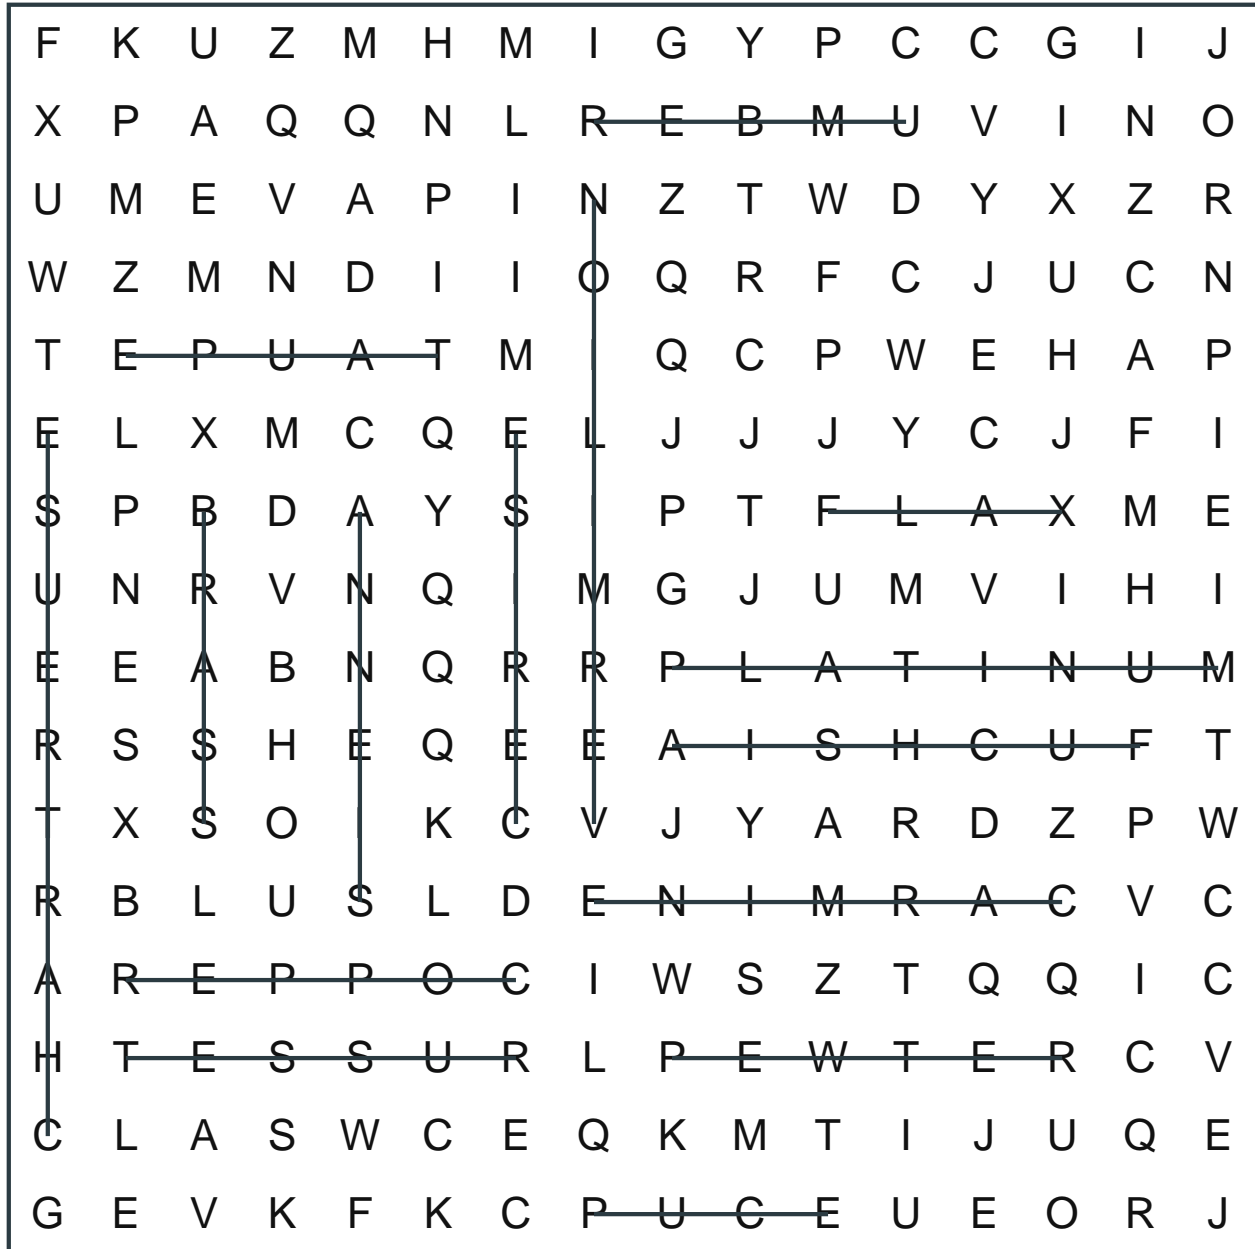 F K U Z M H M I G Y P C C G I J
X P A Q Q N L R E B M U V I N O
U M E V A P I N Z T W D Y X Z R
W Z M N D I I O Q R F C J U C N
T E P U A T M I Q C P W E H A P
E L X M C Q E L J J J Y C J F I
S P B D A Y S I P T F L A X M E
U N R V N Q I M G J U M V I H I
E E A B N Q R R P L A T I N U M
R S S H E Q E E A I S H C U F T
T X S O I K C V J Y A R D Z P W
R B L U S L D E N I M R A C V C
A R E P P O C I W S Z T Q Q I C
H T E S S U R L P E W T E R C V
C L A S W C E Q K M T I J U Q E
G E V K F K C P U C E U E O R J